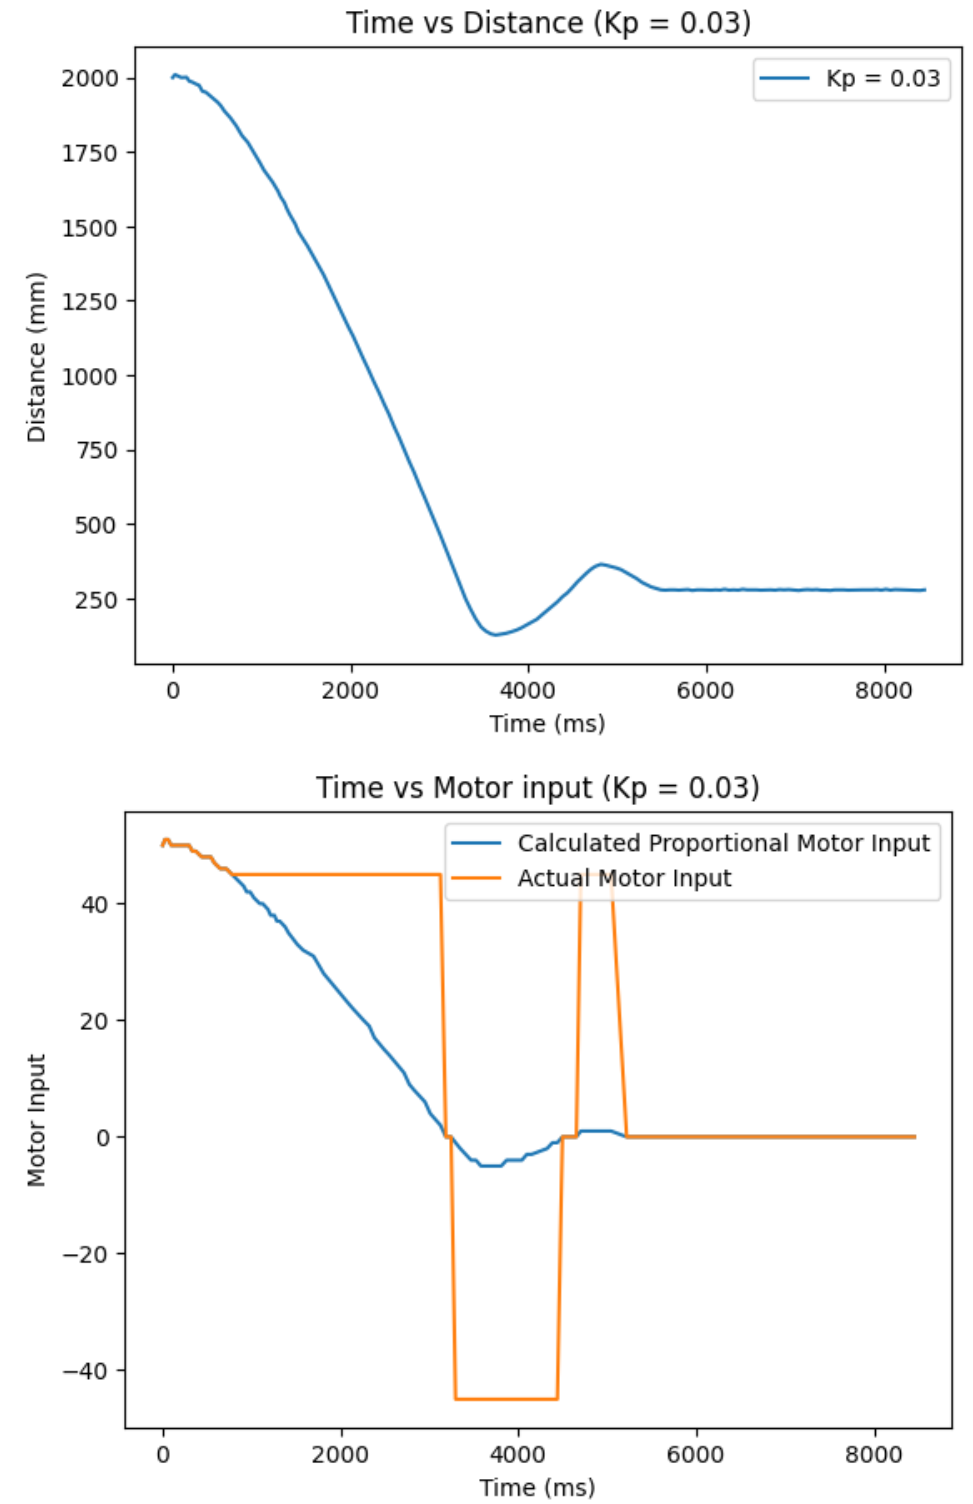 Time vs Distance (Kp = 0.03)
Kp = 0.03
2000
1750
1500
1250
1000
750
500
250
Distance (mm)
0 2000 4000 6000 8000
Time (ms)
Time vs Motor input (Kp = 0.03)
Calculated Proportional Motor Input
Actual Motor Input
40
20
0
−20
−40
Motor Input
0 2000 4000 6000 8000
Time (ms)